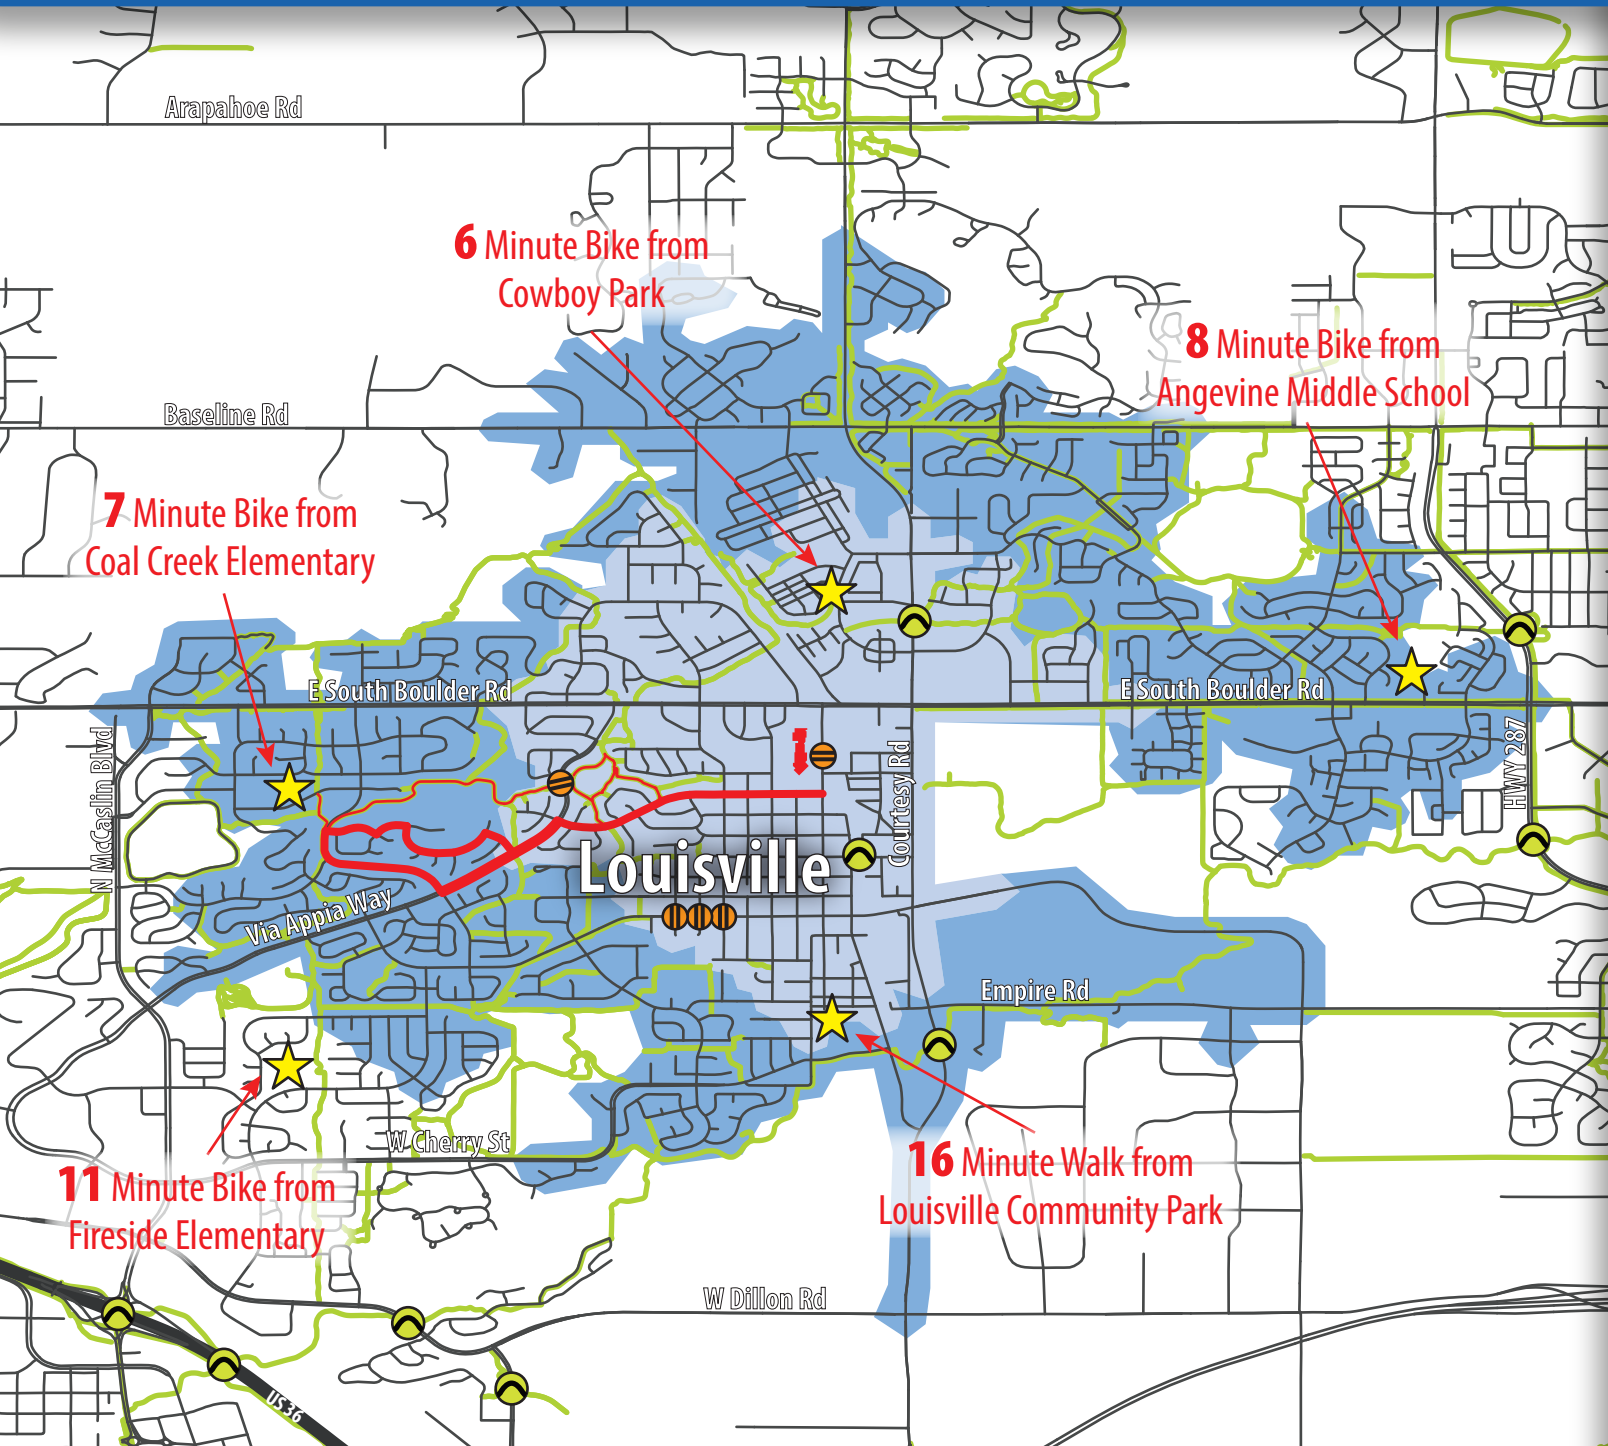 Arapahoe Rd
6 Minute Bike from
Cowboy Park
8 Minute Bike from
Angevine Middle School
Baseline Rd
7 Minute Bike from
Coal Creek Elementary
E South Boulder Rd
E South Boulder Rd
N McCaslin Blvd
Courtesy Rd
HWY 287
Louisville
Via Appia Way
Empire Rd
W Cherry St
16 Minute Walk from
Louisville Community Park
11 Minute Bike from
Fireside Elementary
W Dillon Rd
US 36